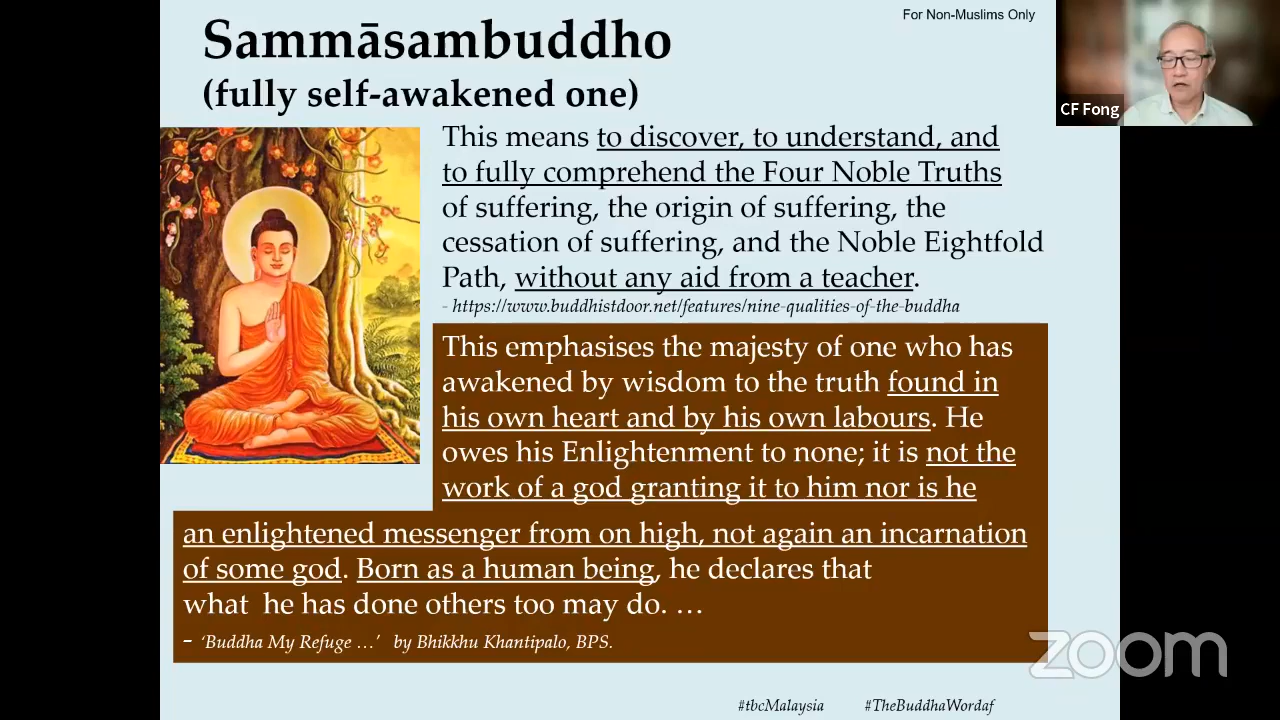 For Non-Muslims Only
Sammāsambuddho
(fully self-awakened one)
CF Fong
This means to discover, to understand, and
to fully comprehend the Four Noble Truths
of suffering, the origin of suffering, the
cessation of suffering, and the Noble Eightfold
Path, without any aid from a teacher.
- https://www.buddhistdoor.net/features/nine-qualities-of-the-buddha
This emphasises the majesty of one who has
awakened by wisdom to the truth found in
his own heart and by his own labours. He
owes his Enlightenment to none; it is not the
work of a god granting it to him nor is he
an enlightened messenger from on high, not again an incarnation
of some god. Born as a human being, he declares that
what he has done others too may do. …
– ‘Buddha My Refuge …’ by Bhikkhu Khantipalo, BPS.
zoom
#tbcMalaysia #TheBuddhaWordaf